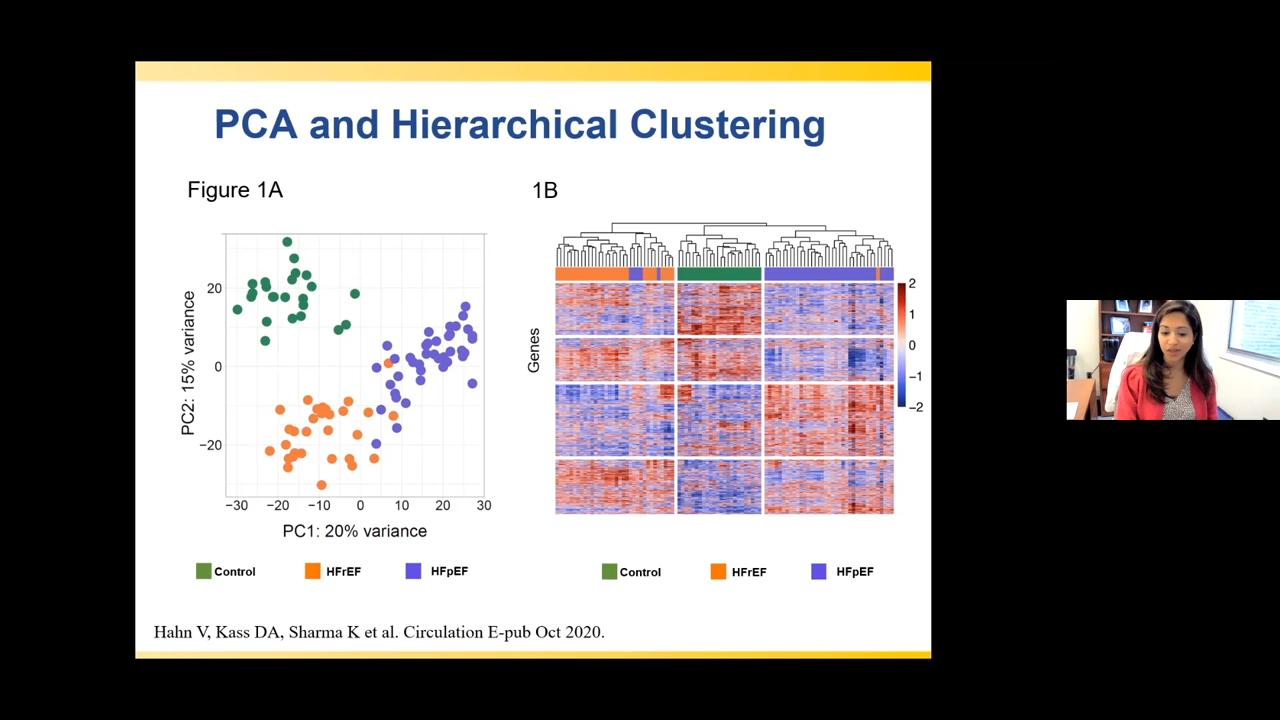 PCA and Hierarchical Clustering
Figure 1A
1B
PC2: 15% variance
20
0
−20
−30 −20 −10 0 10 20 30
PC1: 20% variance
Genes
2
1
0
−1
−2
Control HFrEF HFpEF
Control HFrEF HFpEF
Hahn V, Kass DA, Sharma K et al. Circulation E-pub Oct 2020.